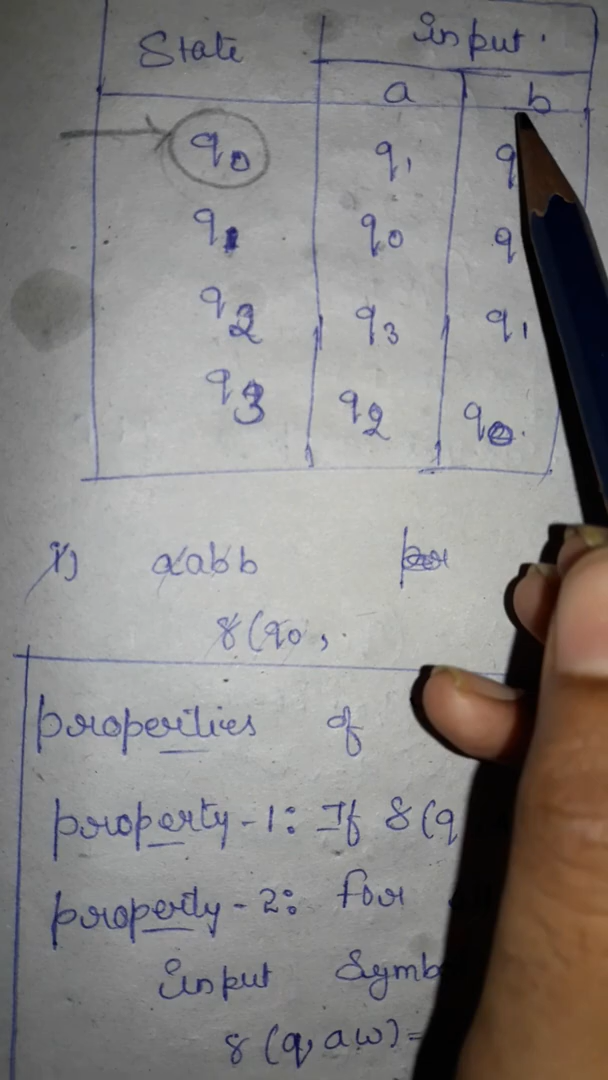 State input.
a b
q0 q1 q
q1 q0 q
q2 q3 q1
q3 q2 q0.
1) aabb
δ(q0,
properties of
property-1: If δ(q
property-2: for
input Symb
δ(q, aw)=